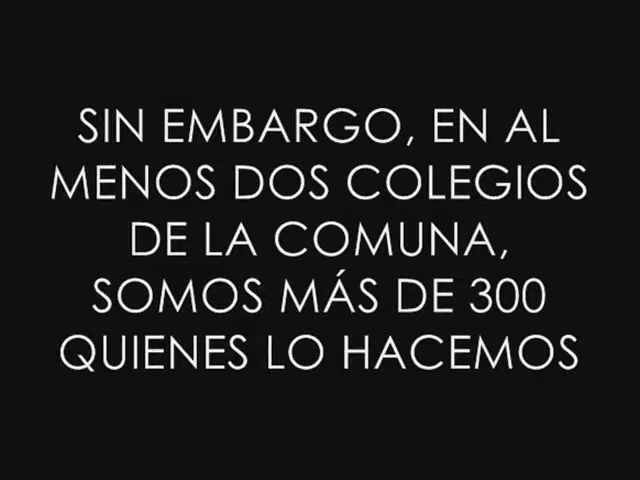 SIN EMBARGO, EN AL
MENOS DOS COLEGIOS
DE LA COMUNA,
SOMOS MÁS DE 300
QUIENES LO HACEMOS